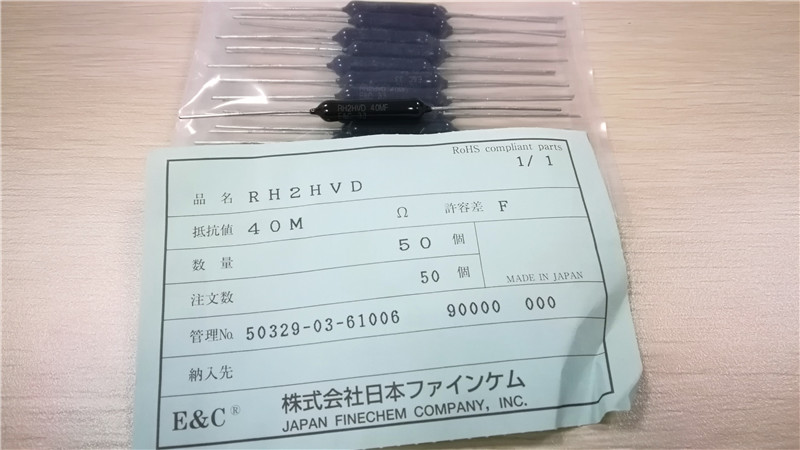 RH2HVD 40MF
RoHS compliant parts
1/ 1
品 名 RH2HVD
抵抗値 40M Ω 許容差 F
数 量 50 個
注文数 50 個
MADE IN JAPAN
管理No. 50329-03-61006 90000 000
納入先
E&C® 株式会社日本ファインケム
JAPAN FINECHEM COMPANY, INC.